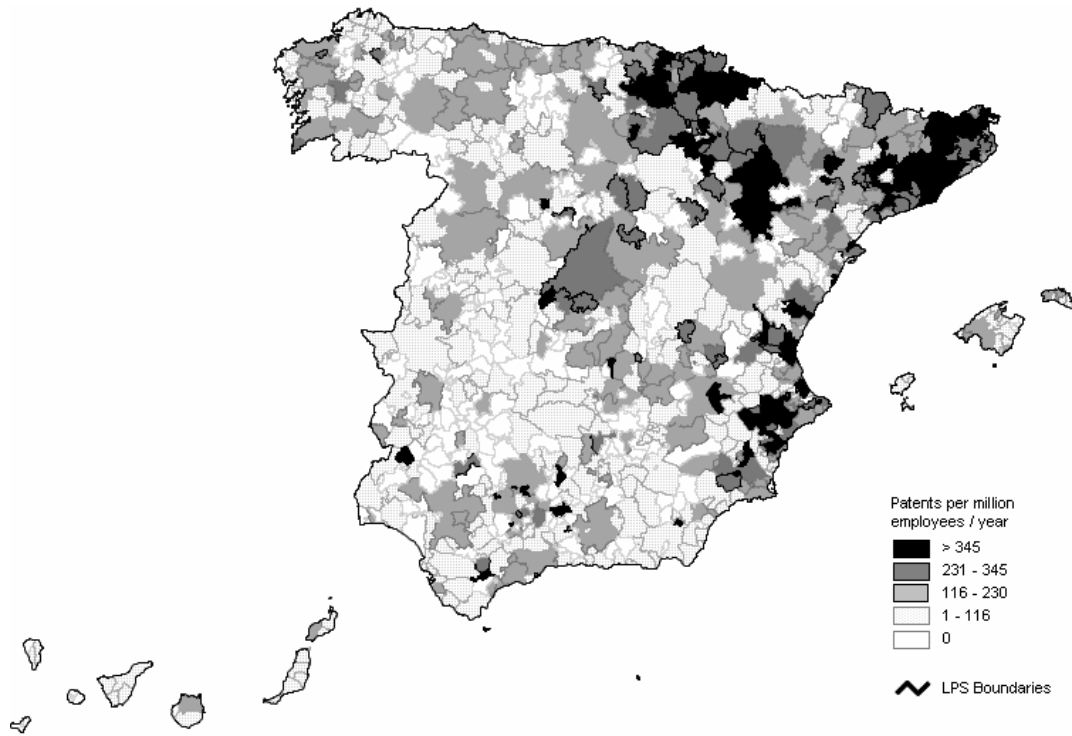 Patents per million
employees / year
> 345
231 - 345
116 - 230
1 - 116
0
LPS Boundaries